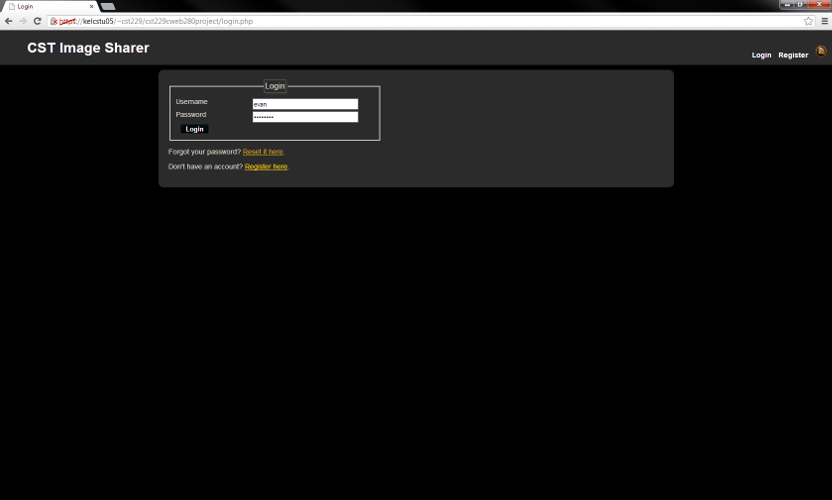 Login
https://kelcstu05/~cst229/cst229cweb280project/login.php
CST Image Sharer
Login Register
Login
Username evan
Password ••••••••
Login
Forgot your password? Reset it here.
Don't have an account? Register here.